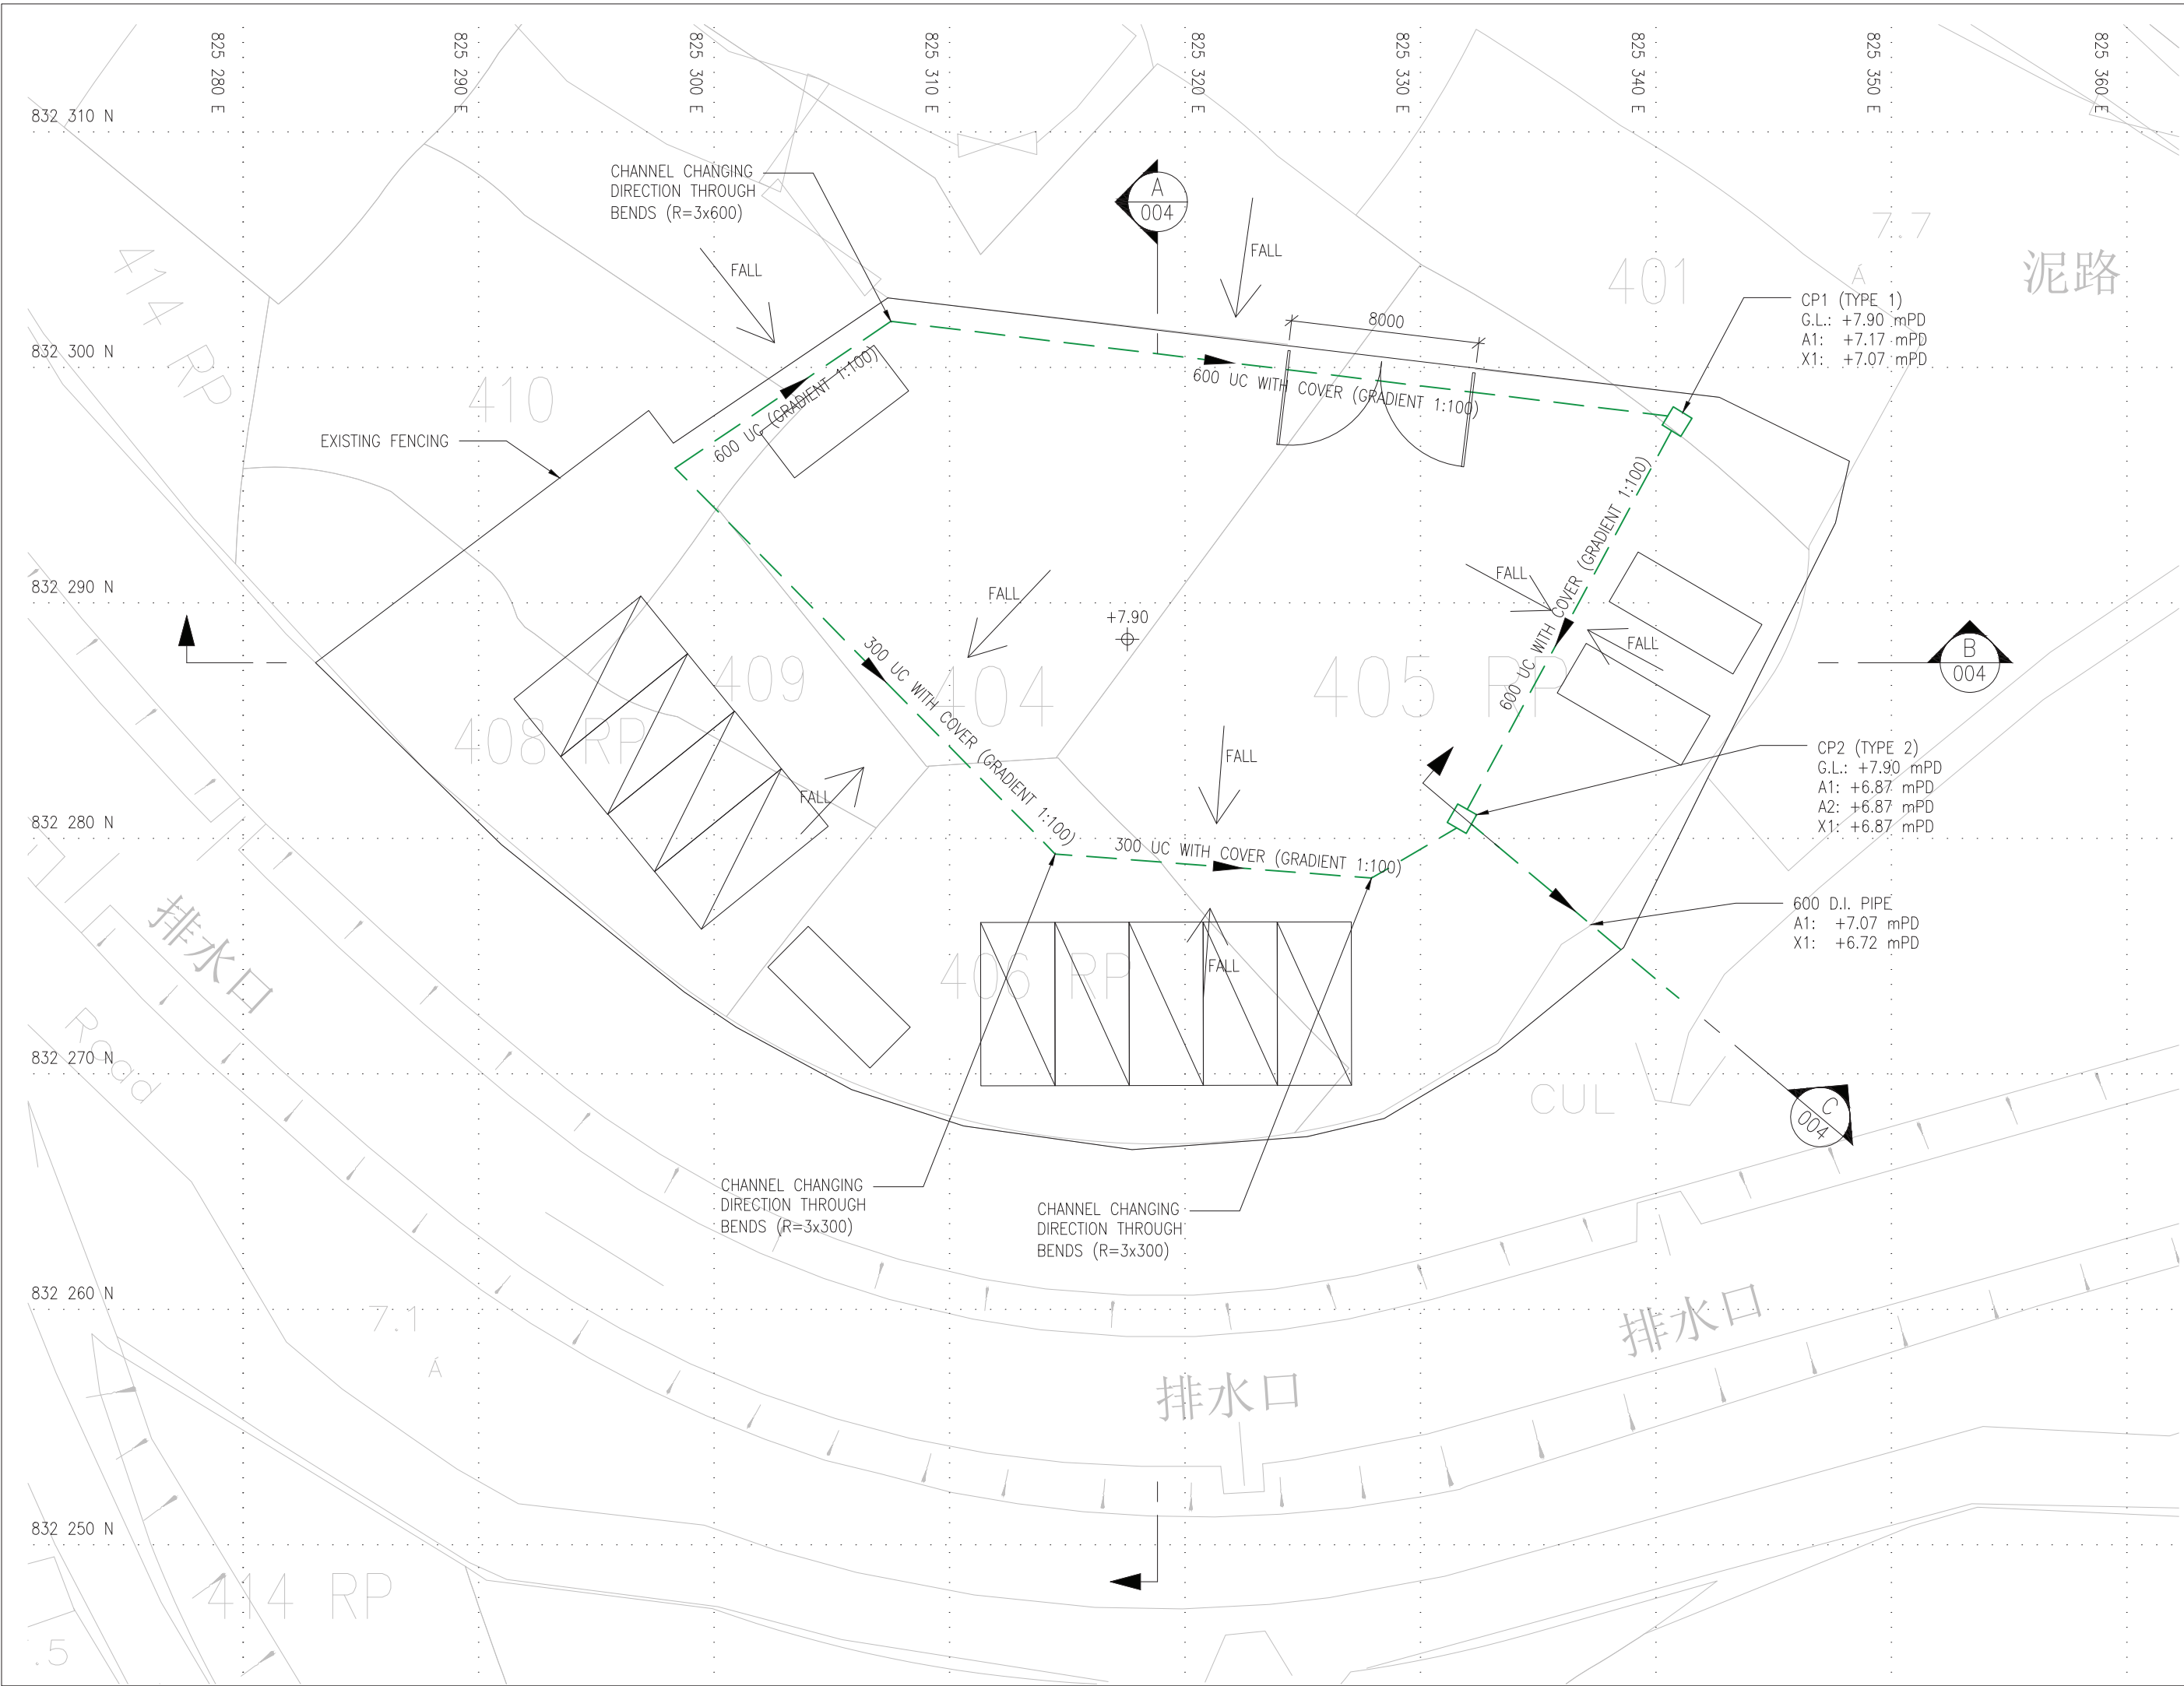 825 280 E
825 290 E
825 300 E
825 310 E
825 320 E
825 330 E
825 340 E
825 350 E
825 360 E
832 310 N
832 300 N
832 290 N
832 280 N
832 270 N
832 260 N
832 250 N
CHANNEL CHANGING
DIRECTION THROUGH
BENDS (R=3x600)
A
004
FALL
FALL
7.7
401
泥路
414 RP
CP1 (TYPE 1)
G.L.: +7.90 mPD
A1: +7.17 mPD
X1: +7.07 mPD
8000
600 UC WITH COVER (GRADIENT 1:100)
600 UC (GRADIENT 1:100)
410
EXISTING FENCING
600 UC WITH COVER (GRADIENT 1:100)
FALL
FALL
FALL
+7.90
B
004
300 UC WITH COVER (GRADIENT 1:100)
409
404
405 RP
408 RP
FALL
FALL
CP2 (TYPE 2)
G.L.: +7.90 mPD
A1: +6.87 mPD
A2: +6.87 mPD
X1: +6.87 mPD
300 UC WITH COVER (GRADIENT 1:100)
600 D.I. PIPE
A1: +7.07 mPD
X1: +6.72 mPD
排水口
406 RP
FALL
Road
CUL
C
004
CHANNEL CHANGING
DIRECTION THROUGH
BENDS (R=3x300)
CHANNEL CHANGING
DIRECTION THROUGH
BENDS (R=3x300)
7.1
排水口
排水口
414 RP
.5